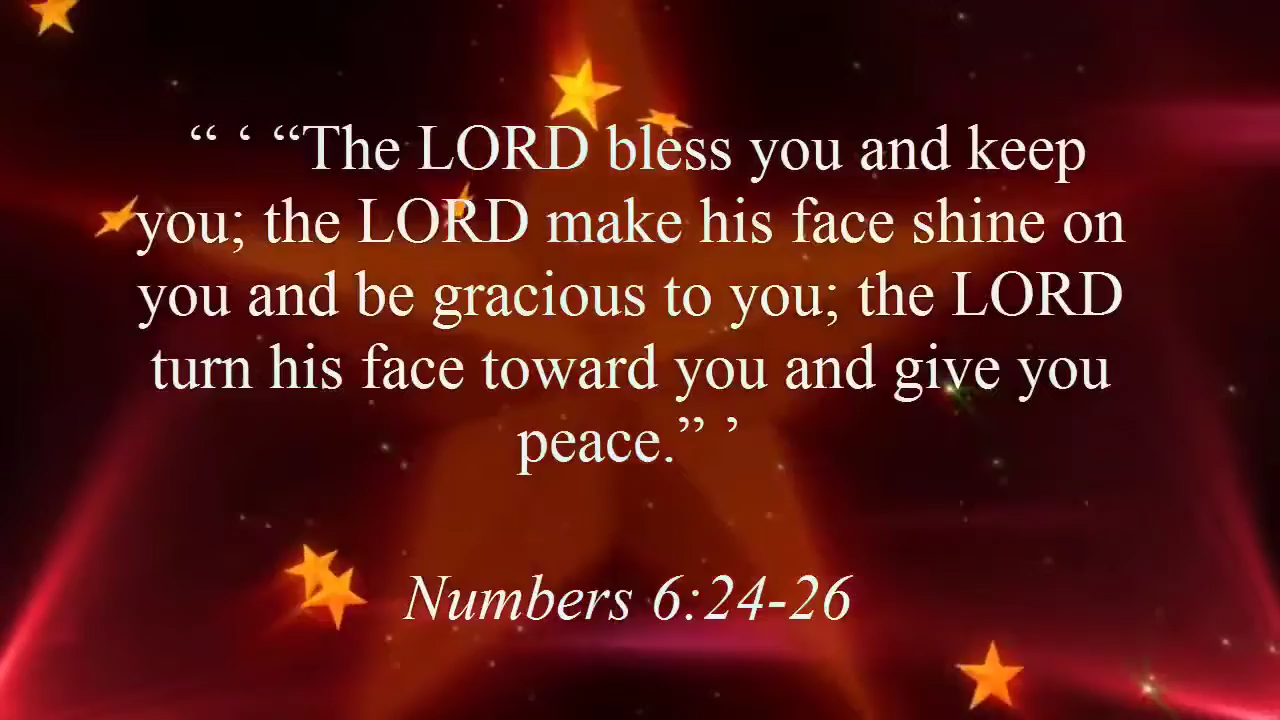 “ ‘ “The LORD bless you and keep
you; the LORD make his face shine on
you and be gracious to you; the LORD
turn his face toward you and give you
peace.” ’
Numbers 6:24-26